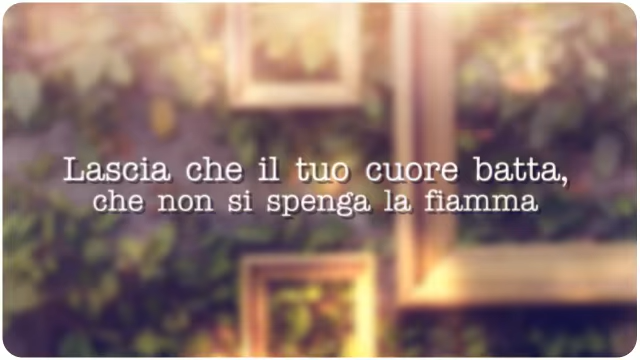 Lascia che il tuo cuore batta,
che non si spenga la fiamma